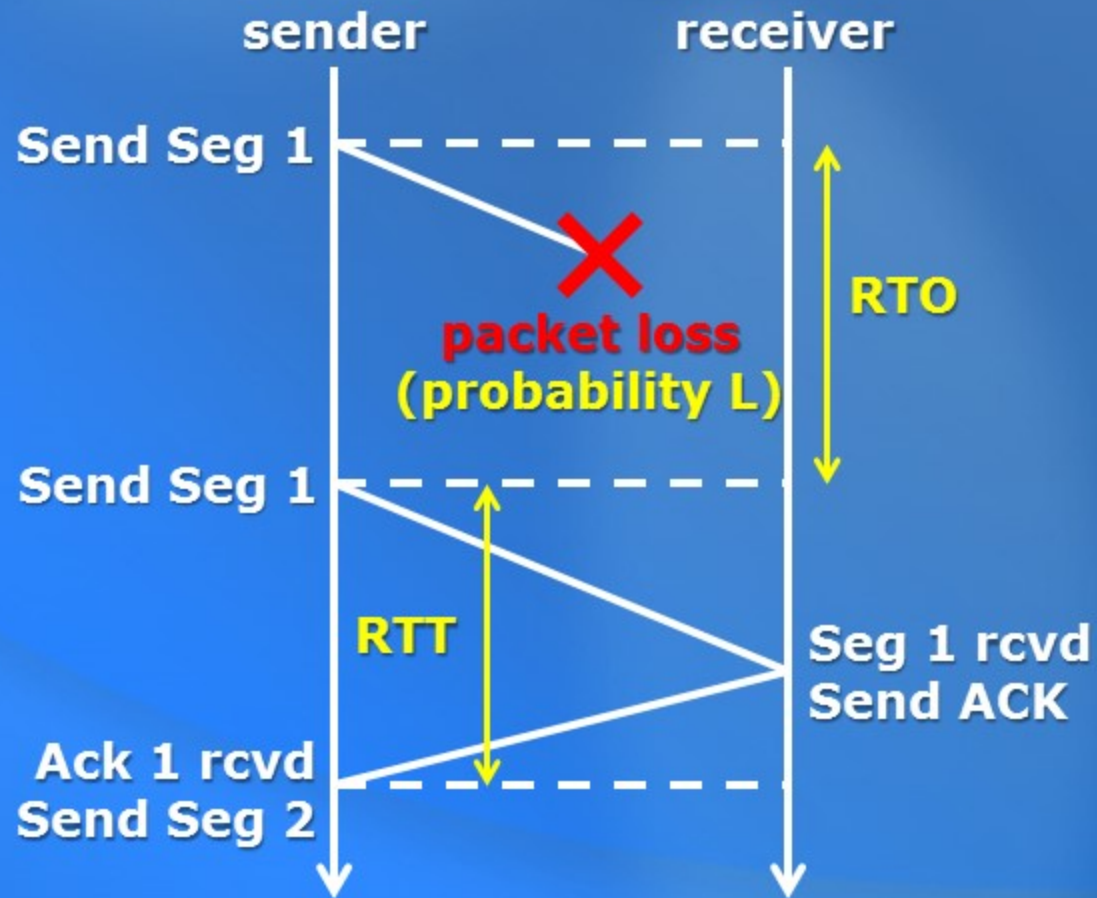 sender
receiver
Send Seg 1
RTO
packet loss
(probability L)
Send Seg 1
RTT
Seg 1 rcvd
Send ACK
Ack 1 rcvd
Send Seg 2